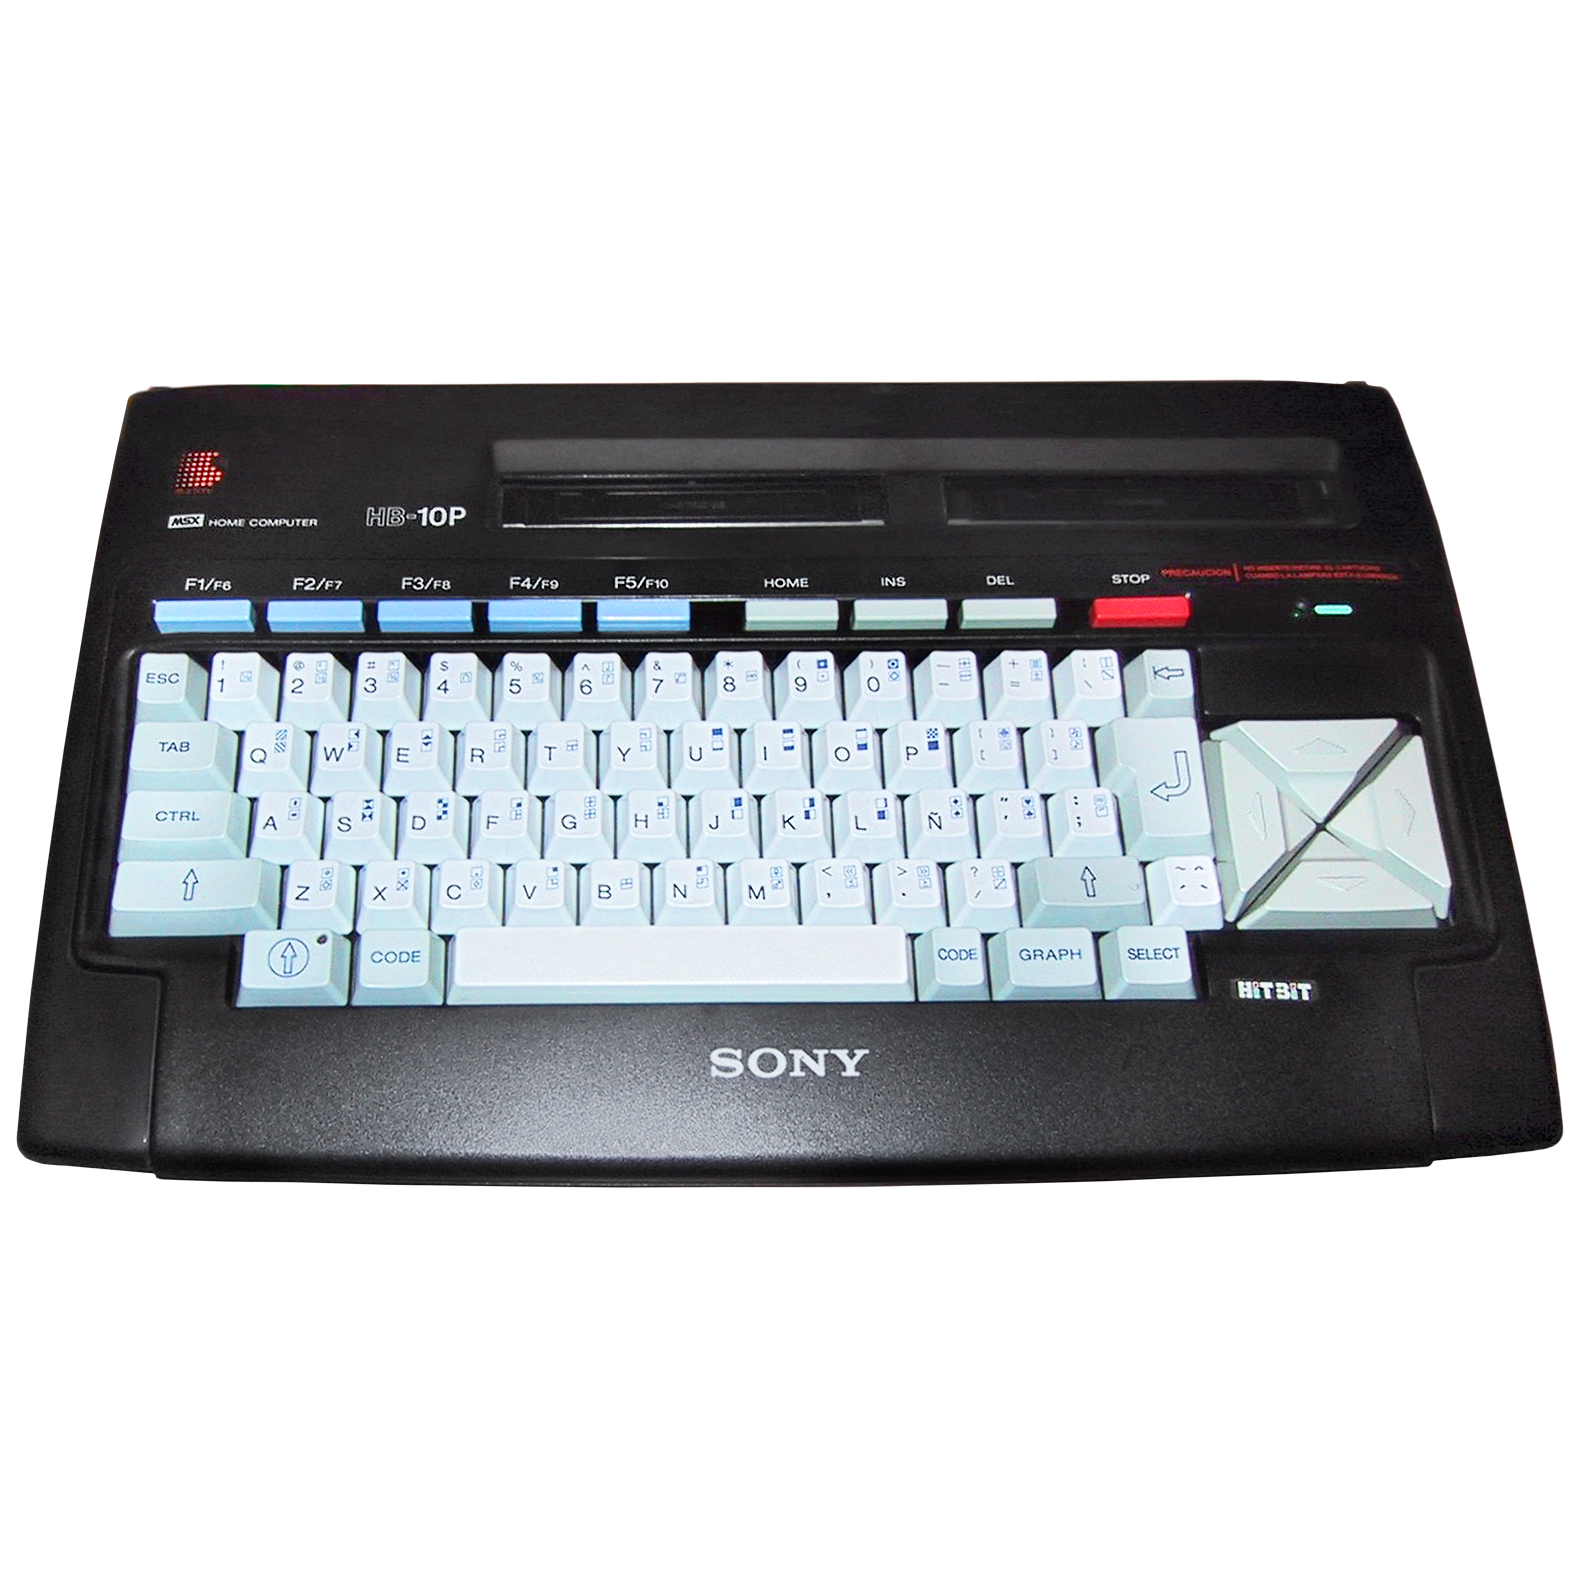 MSX HOME COMPUTER HB-10P
F1/F6 F2/F7 F3/F8 F4/F9 F5/F10 HOME INS DEL STOP PRECAUCION
ESC ! 1 @ 2 # 3 $ 4 % 5 ^ 6 & 7 * 8 ( 9 ) 0 — - + = ¦ \
TAB Q W E R T Y U I O P [ ]
CTRL A S D F G H J K L Ñ " ' : ;
Z X C V B N M < , > . ? /
CODE CODE GRAPH SELECT
HiTBiT
SONY